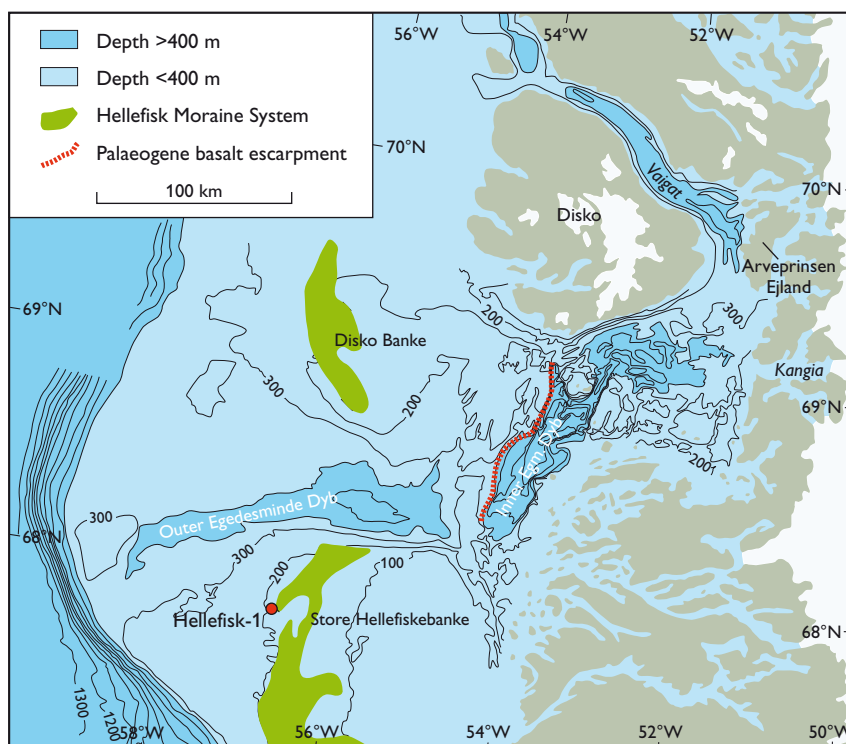 56°W
54°W
52°W
Depth >400 m
Depth <400 m
Hellefisk Moraine System
Palaeogene basalt escarpment
100 km
70°N
70°N
Vaigat
Disko
Arveprinsen
Ejland
69°N
200
300
Disko Banke
Kangia
300
200
69°N
2001
Inner Egm. Dyb
Outer Egedesminde Dyb
300
68°N
300
200
100
Hellefisk-1
Store Hellefiskebanke
68°N
1300
1200
58°W
56°W
54°W
52°W
50°W